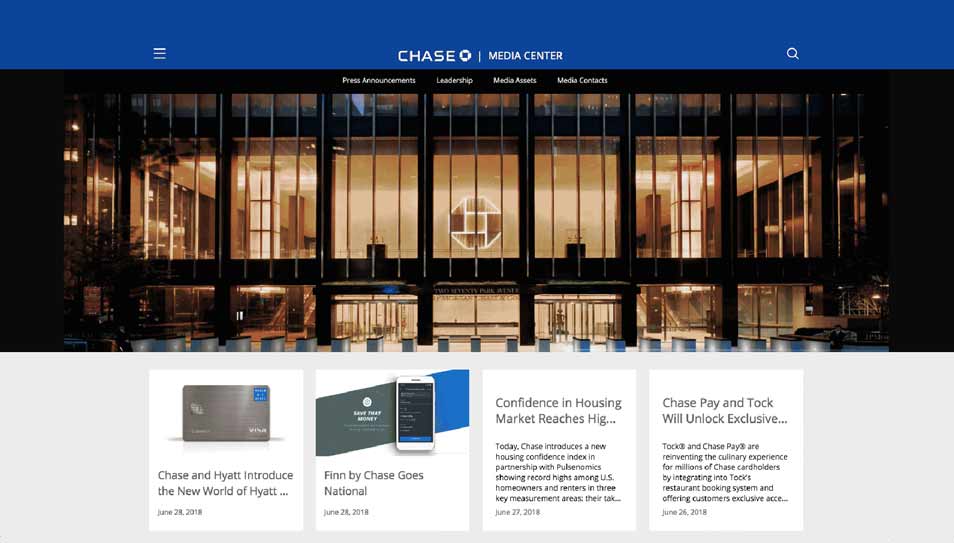 CHASE | MEDIA CENTER
Press Announcements Leadership Media Assets Media Contacts
TWO SEVENTY PARK AVENUE
JPMORGAN CHASE & CO
VISA
SAVE THAT
MONEY
Chase and Hyatt Introduce
the New World of Hyatt ...
June 28, 2018
Finn by Chase Goes
National
June 28, 2018
Confidence in Housing
Market Reaches Hig...
Today, Chase introduces a new
housing confidence index in
partnership with Pulsenomics
showing record highs among U.S.
homeowners and renters in three
key measurement areas: their tak...
June 27, 2018
Chase Pay and Tock
Will Unlock Exclusive...
Tock® and Chase Pay® are
reinventing the culinary experience
for millions of Chase cardholders
by integrating into Tock's
restaurant booking system and
offering customers exclusive acce...
June 26, 2018